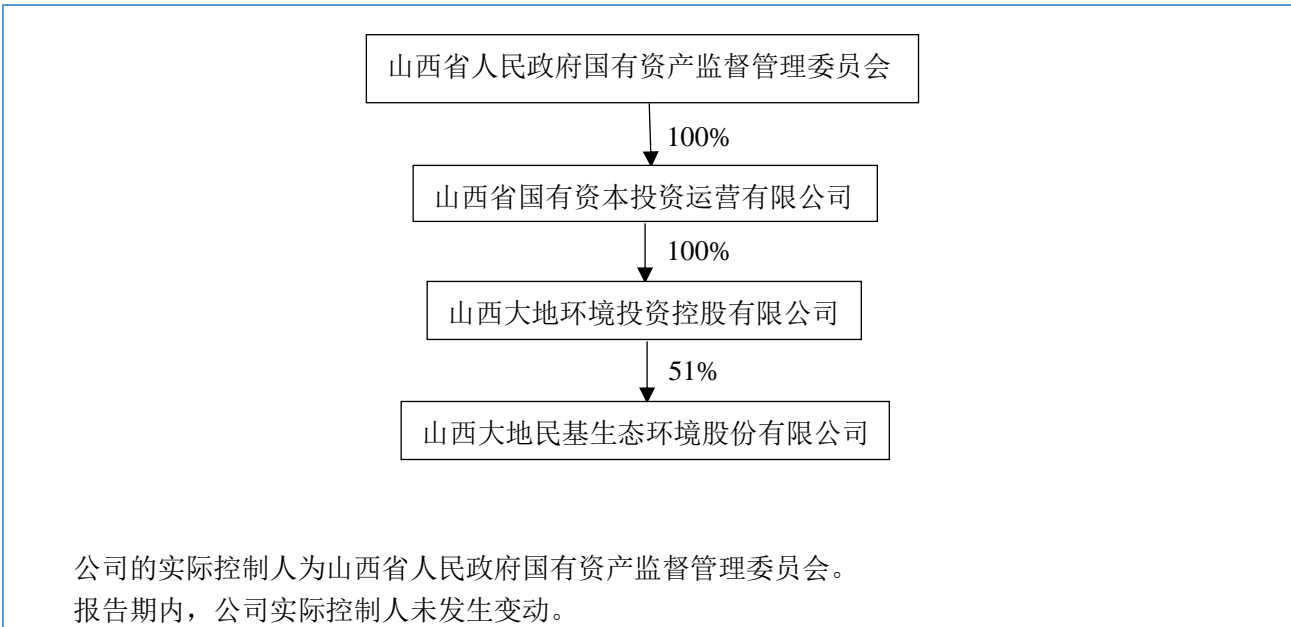 山西省人民政府国有资产监督管理委员会
100%
山西省国有资本投资运营有限公司
100%
山西大地环境投资控股有限公司
51%
山西大地民基生态环境股份有限公司
公司的实际控制人为山西省人民政府国有资产监督管理委员会。
报告期内，公司实际控制人未发生变动。